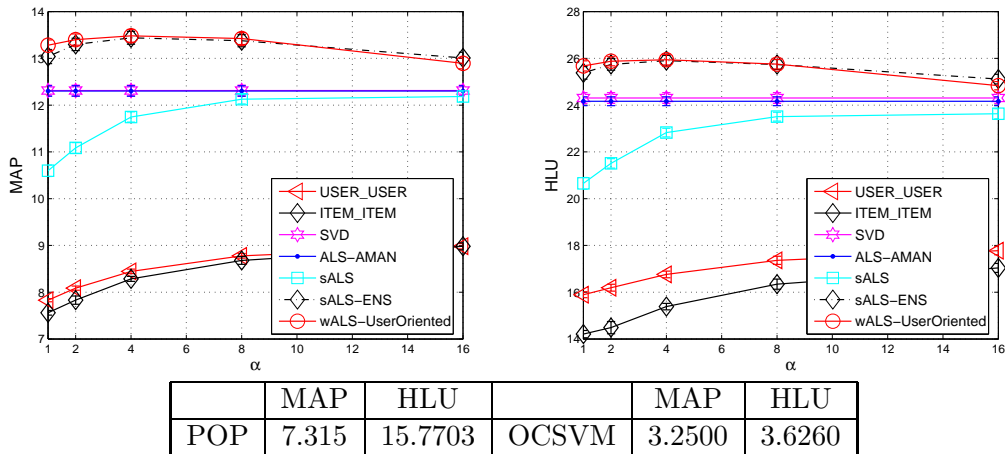 14
13
12
11
10
9
8
7
MAP
1 2 4 6 8 10 12 14 16
α
USER_USER
ITEM_ITEM
SVD
ALS−AMAN
sALS
sALS−ENS
wALS−UserOriented
28
26
24
22
20
18
16
14
HLU
1 2 4 6 8 10 12 14 16
α
USER_USER
ITEM_ITEM
SVD
ALS−AMAN
sALS
sALS−ENS
wALS−UserOriented
MAP HLU MAP HLU
POP 7.315 15.7703 OCSVM 3.2500 3.6260